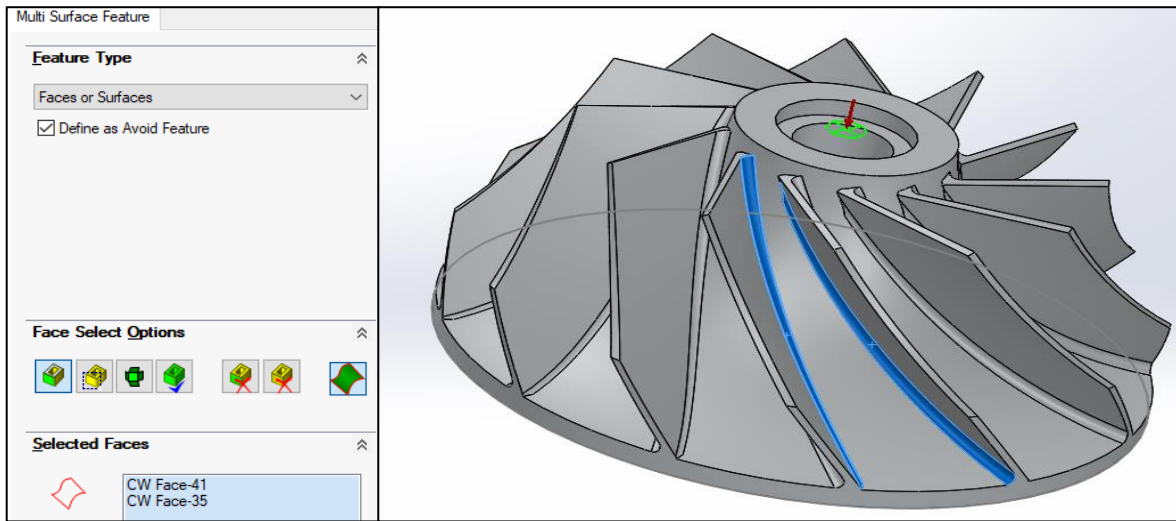 Multi Surface Feature
Feature Type
Faces or Surfaces
Define as Avoid Feature
Face Select Options
Selected Faces
CW Face-41
CW Face-35